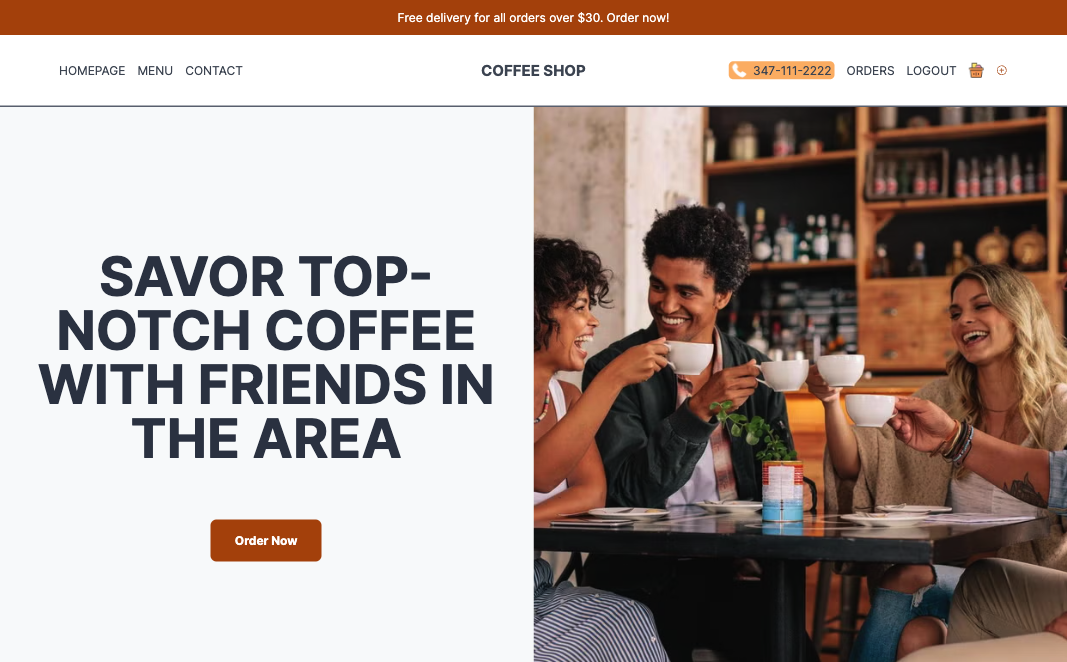 Free delivery for all orders over $30. Order now!
HOMEPAGE MENU CONTACT
COFFEE SHOP
347-111-2222 ORDERS LOGOUT
SAVOR TOP-
NOTCH COFFEE
WITH FRIENDS IN
THE AREA
Order Now